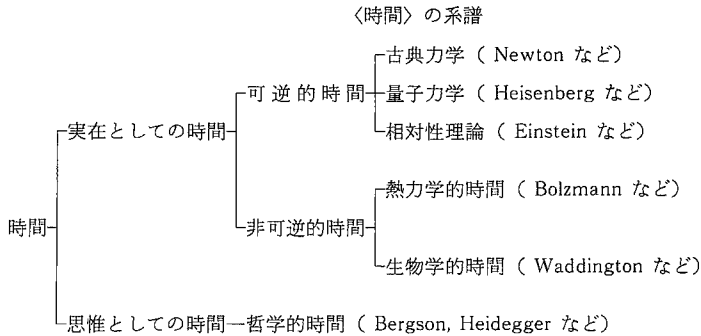 〈時間〉の系譜
古典力学 ( Newton など)
可逆的時間 量子力学 ( Heisenberg など)
実在としての時間 相対性理論 ( Einstein など)
熱力学的時間 ( Bolzmann など)
時間 非可逆的時間
生物学的時間 ( Waddington など)
思惟としての時間 哲学的時間 ( Bergson, Heidegger など)